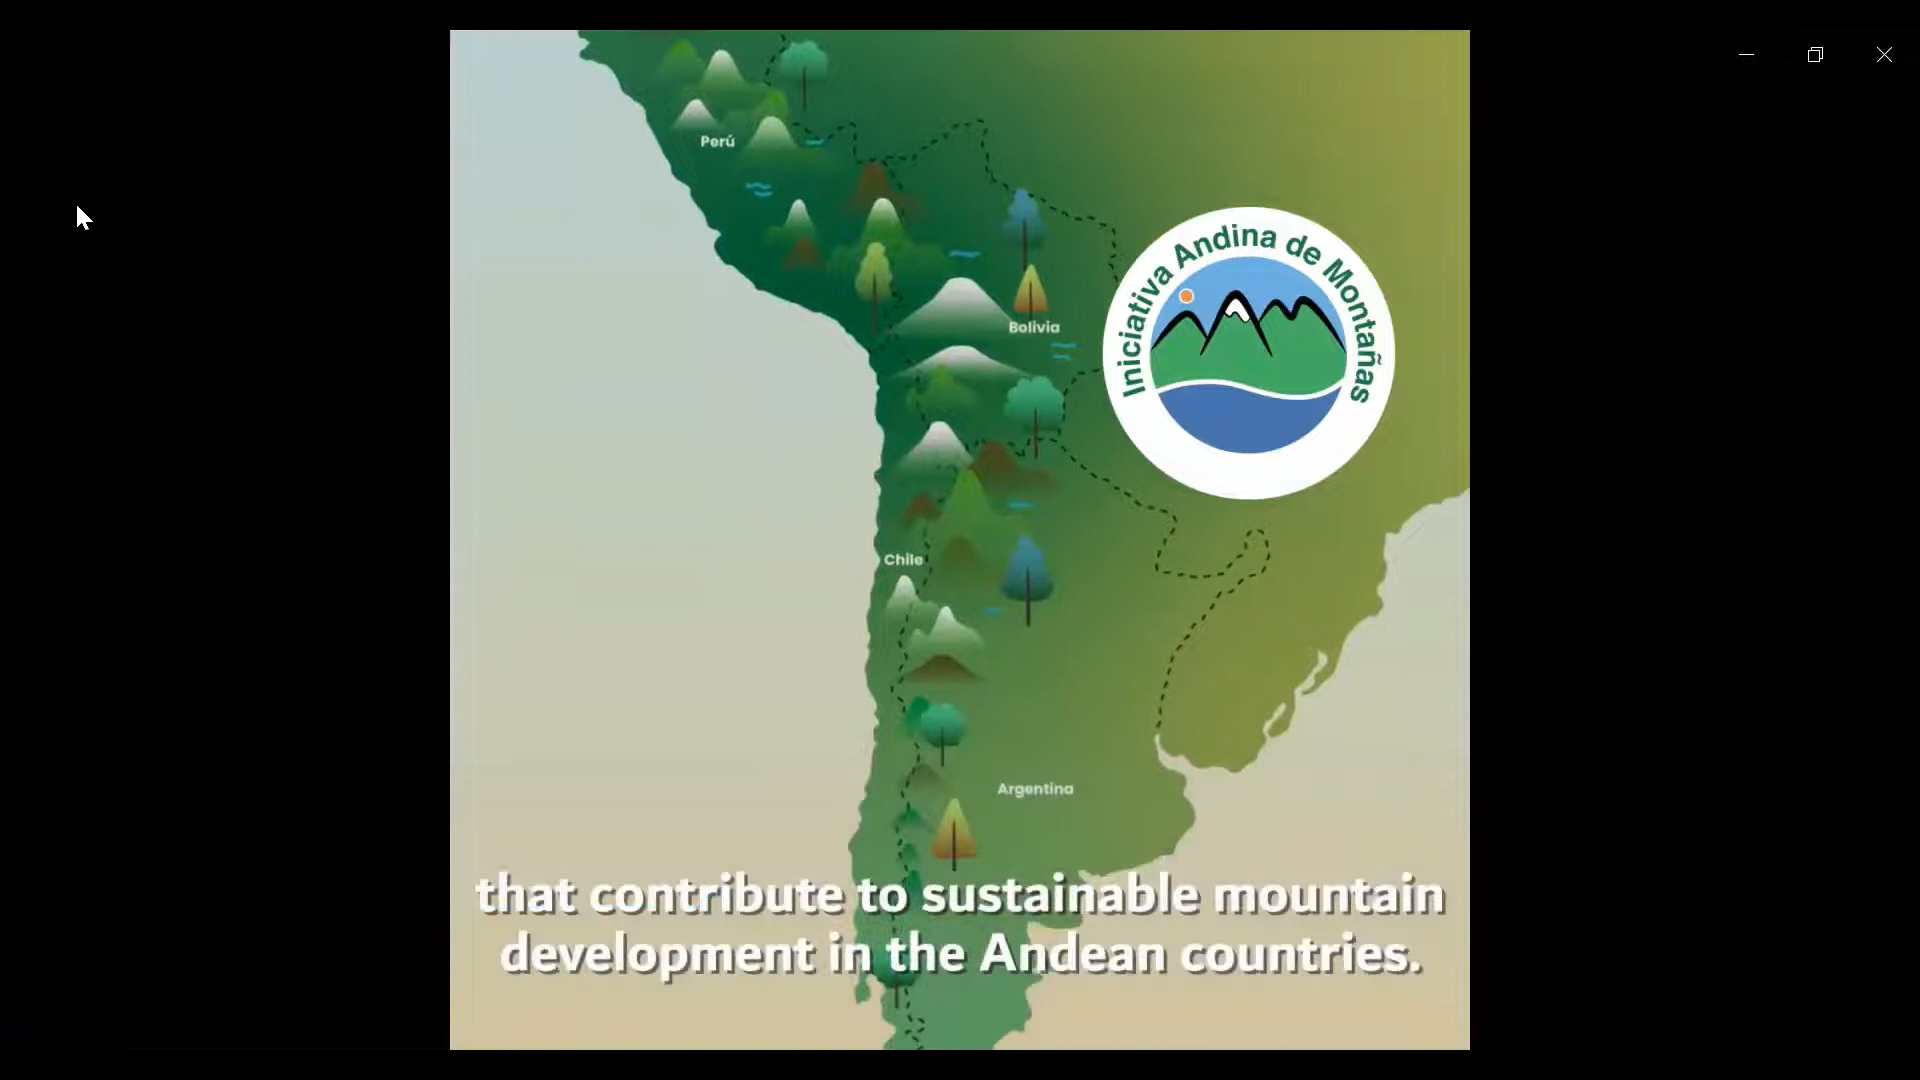 Perú
Iniciativa Andina de Montañas
Bolivia
Chile
Argentina
that contribute to sustainable mountain
development in the Andean countries.